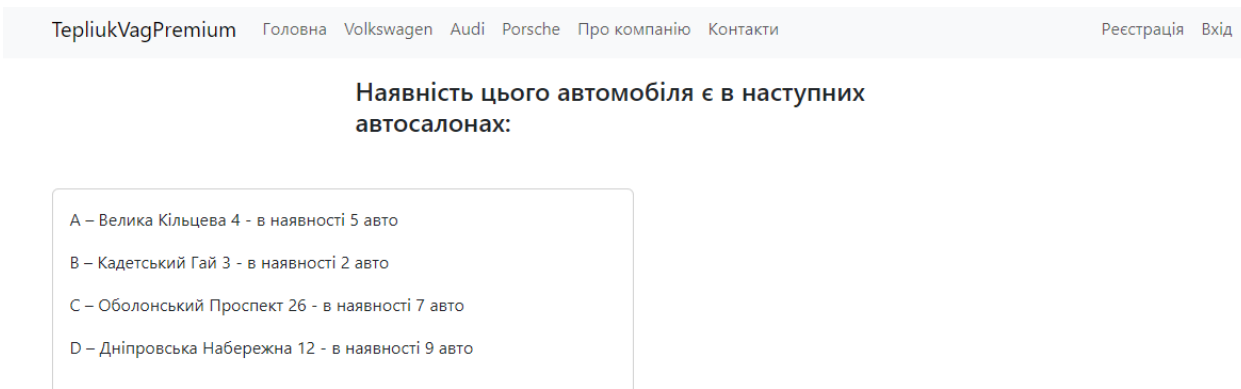 TepliukVagPremium Головна Volkswagen Audi Porsche Про компанію Контакти Реєстрація Вхід
Наявність цього автомобіля є в наступних
автосалонах:
A – Велика Кільцева 4 - в наявності 5 авто
B – Кадетський Гай 3 - в наявності 2 авто
C – Оболонський Проспект 26 - в наявності 7 авто
D – Дніпровська Набережна 12 - в наявності 9 авто